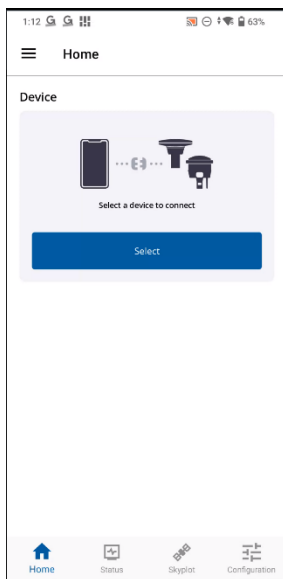 1:12 G G 63%
Home
Device
Select a device to connect
Select
Home Status Skyplot Configuration